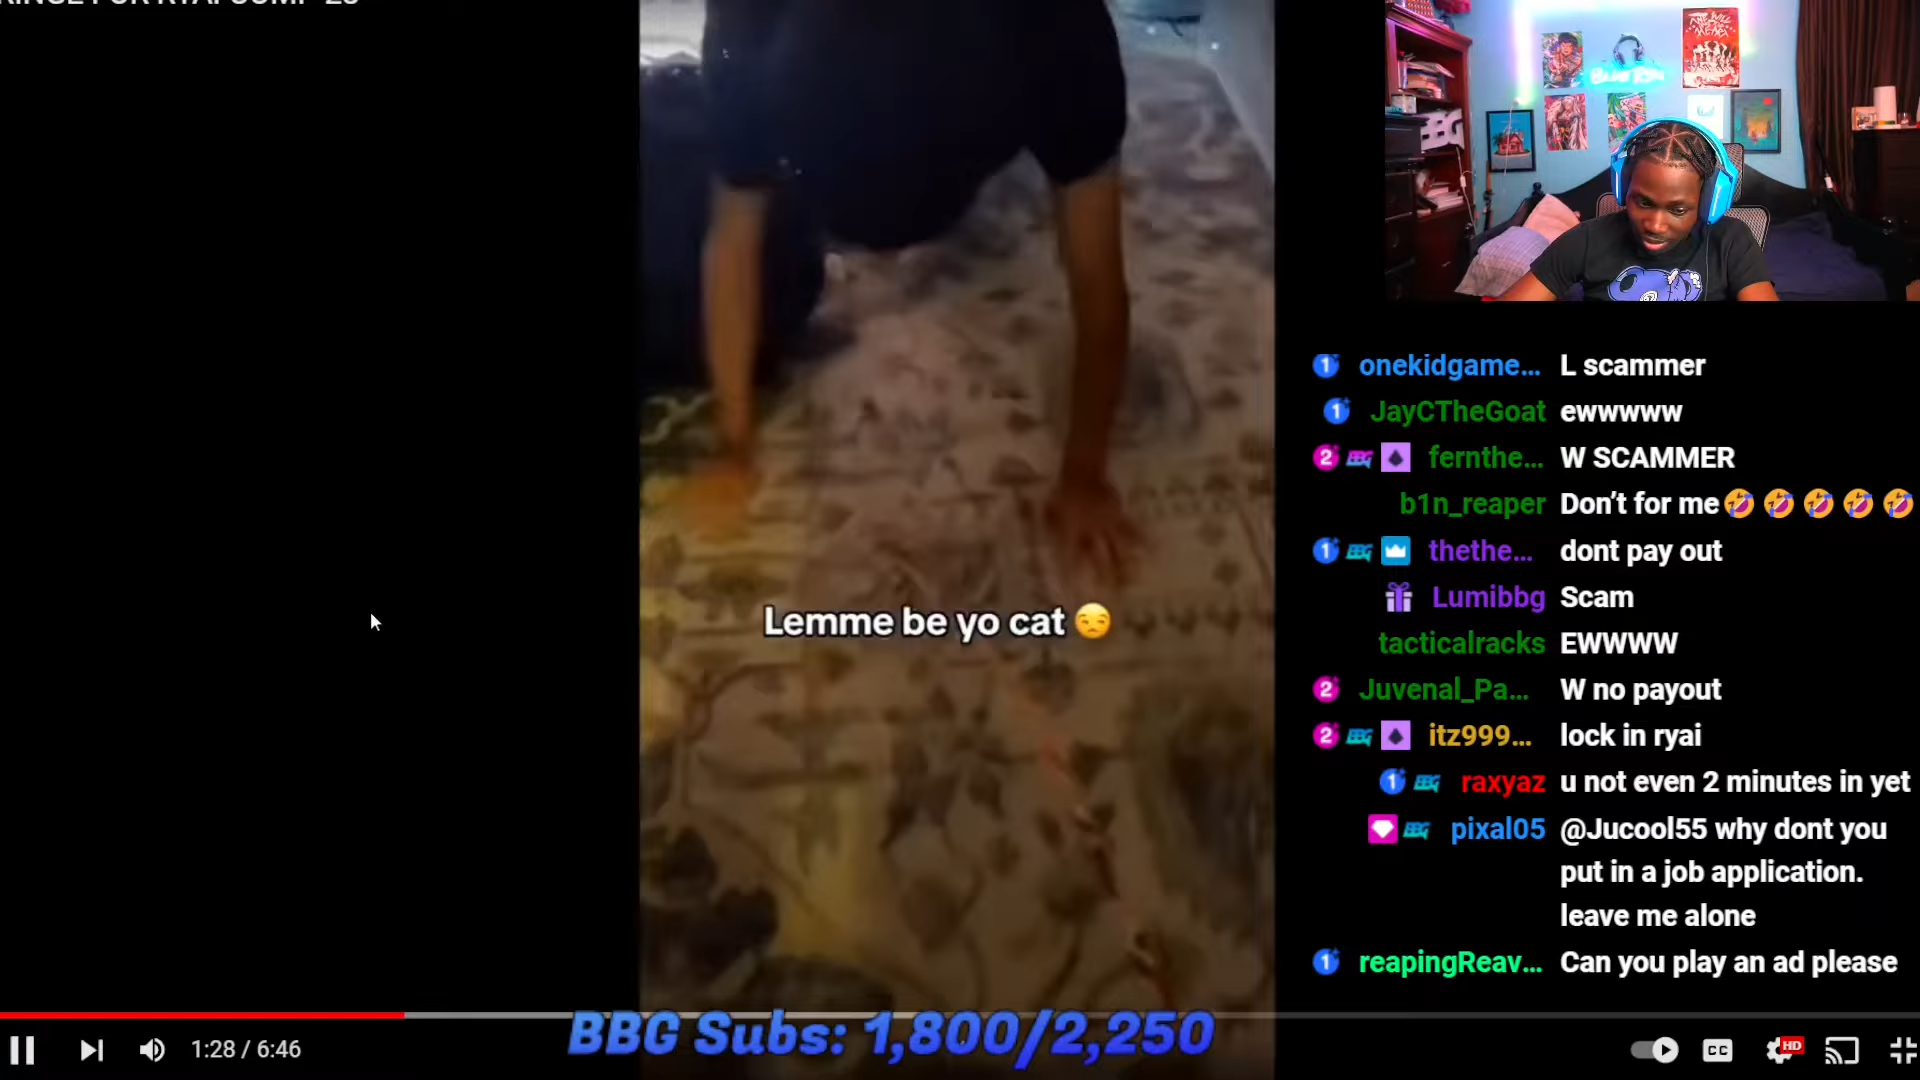 onekidgame... L scammer
JayCTheGoat ewwwww
fernthe... W SCAMMER
b1n_reaper Don’t for me🤣🤣🤣🤣🤣
thethe... dont pay out
Lumibbg Scam
tacticalracks EWWWW
Juvenal_Pa... W no payout
itz999... lock in ryai
raxyaz u not even 2 minutes in yet
pixal05 @Jucool55 why dont you
put in a job application.
leave me alone
reapingReav... Can you play an ad please
Lemme be yo cat 😒
BBG Subs: 1,800/2,250
1:28 / 6:46
CC
HD